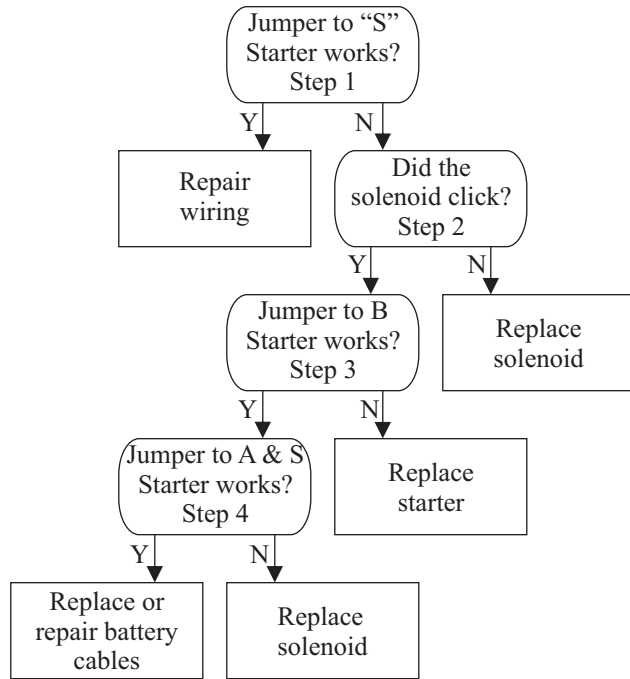 Jumper to “S”
Starter works?
Step 1
Y
N
Repair
wiring
Did the
solenoid click?
Step 2
Y
N
Jumper to B
Starter works?
Step 3
Replace
solenoid
Y
N
Jumper to A & S
Starter works?
Step 4
Replace
starter
Y
N
Replace or
repair battery
cables
Replace
solenoid